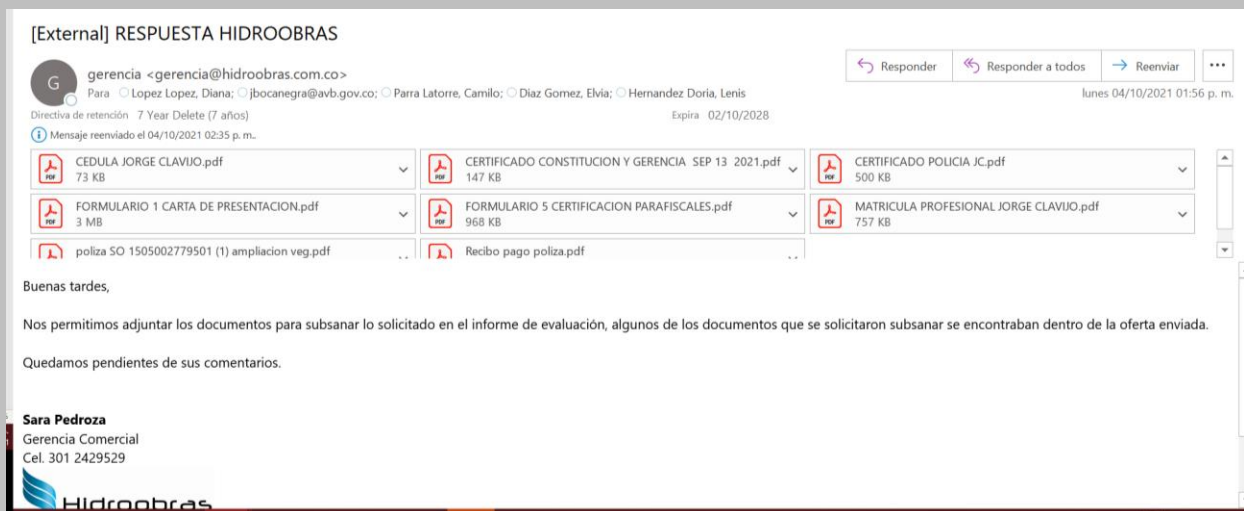 [External] RESPUESTA HIDROOBRAS
G
gerencia <gerencia@hidroobras.com.co>
Responder
Responder a todos
Reenviar
Para Lopez Lopez, Diana; jbocanegra@avb.gov.co; Parra Latorre, Camilo; Diaz Gomez, Elvia; Hernandez Doria, Lenis
lunes 04/10/2021 01:56 p. m.
Directiva de retención 7 Year Delete (7 años)
Expira 02/10/2028
Mensaje reenviado el 04/10/2021 02:35 p. m..
CEDULA JORGE CLAVIJO.pdf
73 KB
CERTIFICADO CONSTITUCION Y GERENCIA SEP 13 2021.pdf
147 KB
CERTIFICADO POLICIA JC.pdf
500 KB
FORMULARIO 1 CARTA DE PRESENTACION.pdf
3 MB
FORMULARIO 5 CERTIFICACION PARAFISCALES.pdf
968 KB
MATRICULA PROFESIONAL JORGE CLAVIJO.pdf
757 KB
poliza SO 1505002779501 (1) ampliacion veg.pdf
Recibo pago poliza.pdf
Buenas tardes,
Nos permitimos adjuntar los documentos para subsanar lo solicitado en el informe de evaluación, algunos de los documentos que se solicitaron subsanar se encontraban dentro de la oferta enviada.
Quedamos pendientes de sus comentarios.
Sara Pedroza
Gerencia Comercial
Cel. 301 2429529
Hidroobras